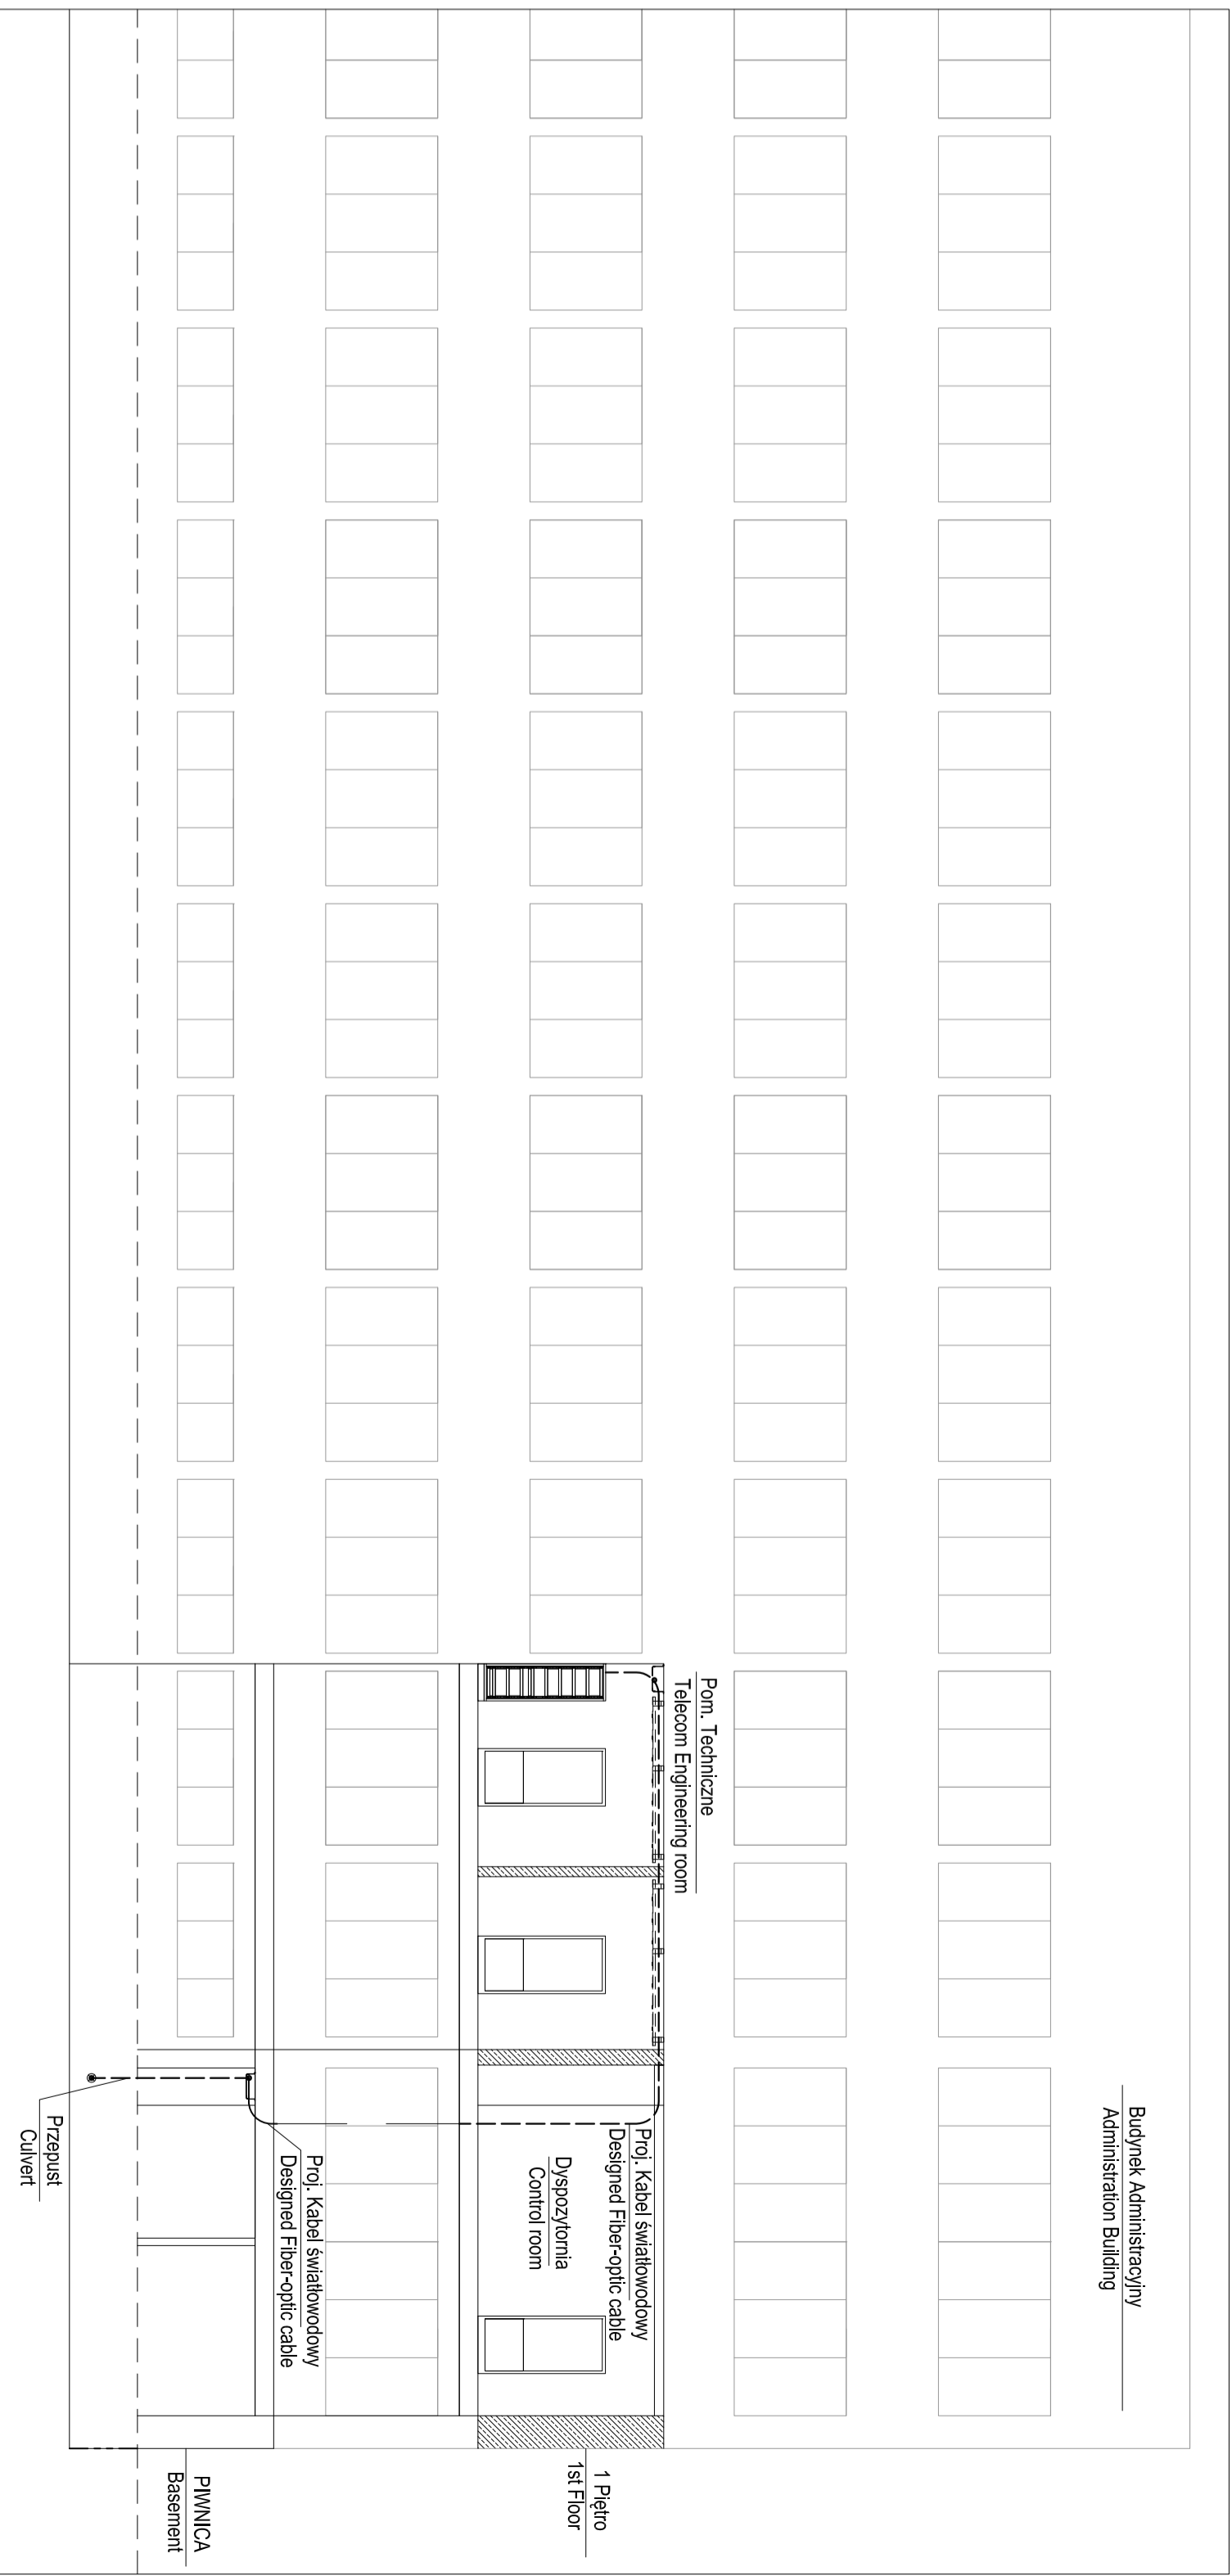 Budynek Administracyjny
Administration Building
Pom. Techniczne
Telecom Engineering room
Proj. Kabel światłowodowy
Designed Fiber-optic cable
Dyspozytornia
Control room
1 Piętro
1st Floor
Proj. Kabel światłowodowy
Designed Fiber-optic cable
PIWNICA
Basement
Przepust
Culvert